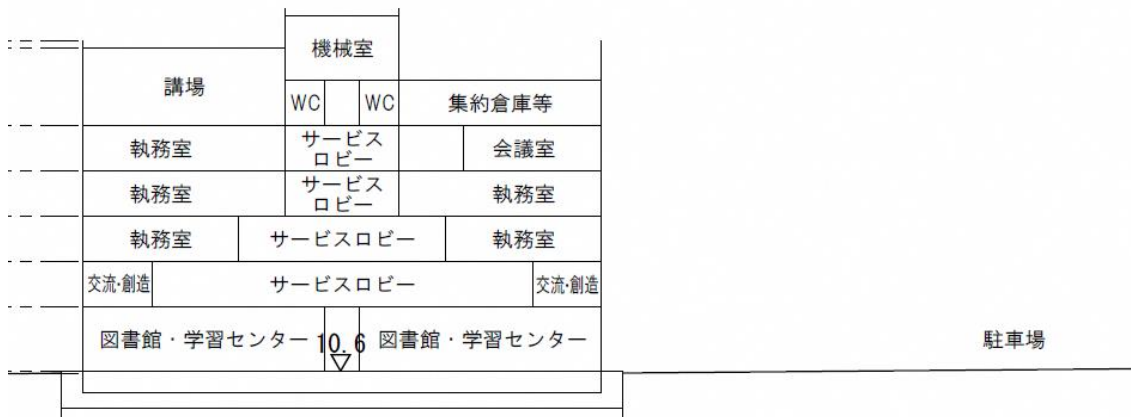 機械室
講場
WC
WC
集約倉庫等
執務室
サービス
ロビー
会議室
執務室
サービス
ロビー
執務室
執務室
サービスロビー
執務室
交流・創造
サービスロビー
交流・創造
図書館・学習センター
10.6
図書館・学習センター
駐車場